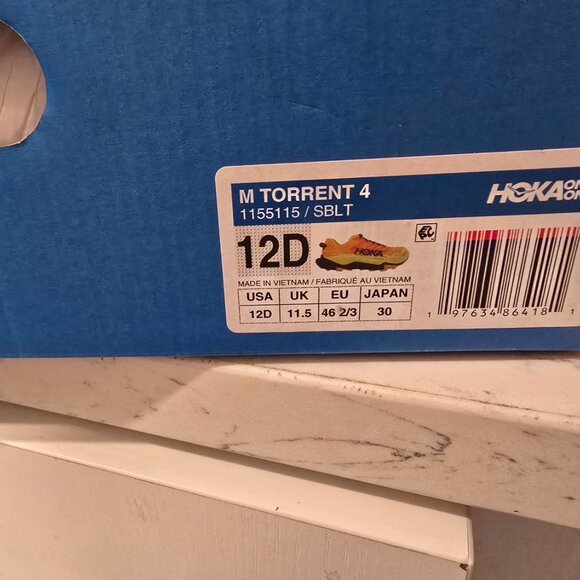 M TORRENT 4
1155115 / SBLT
HOKA
12D
HOKA
MADE IN VIETNAM / FABRIQUÉ AU VIETNAM
USA UK EU JAPAN
12D 11.5 46 2/3 30
1 97634 86418 1